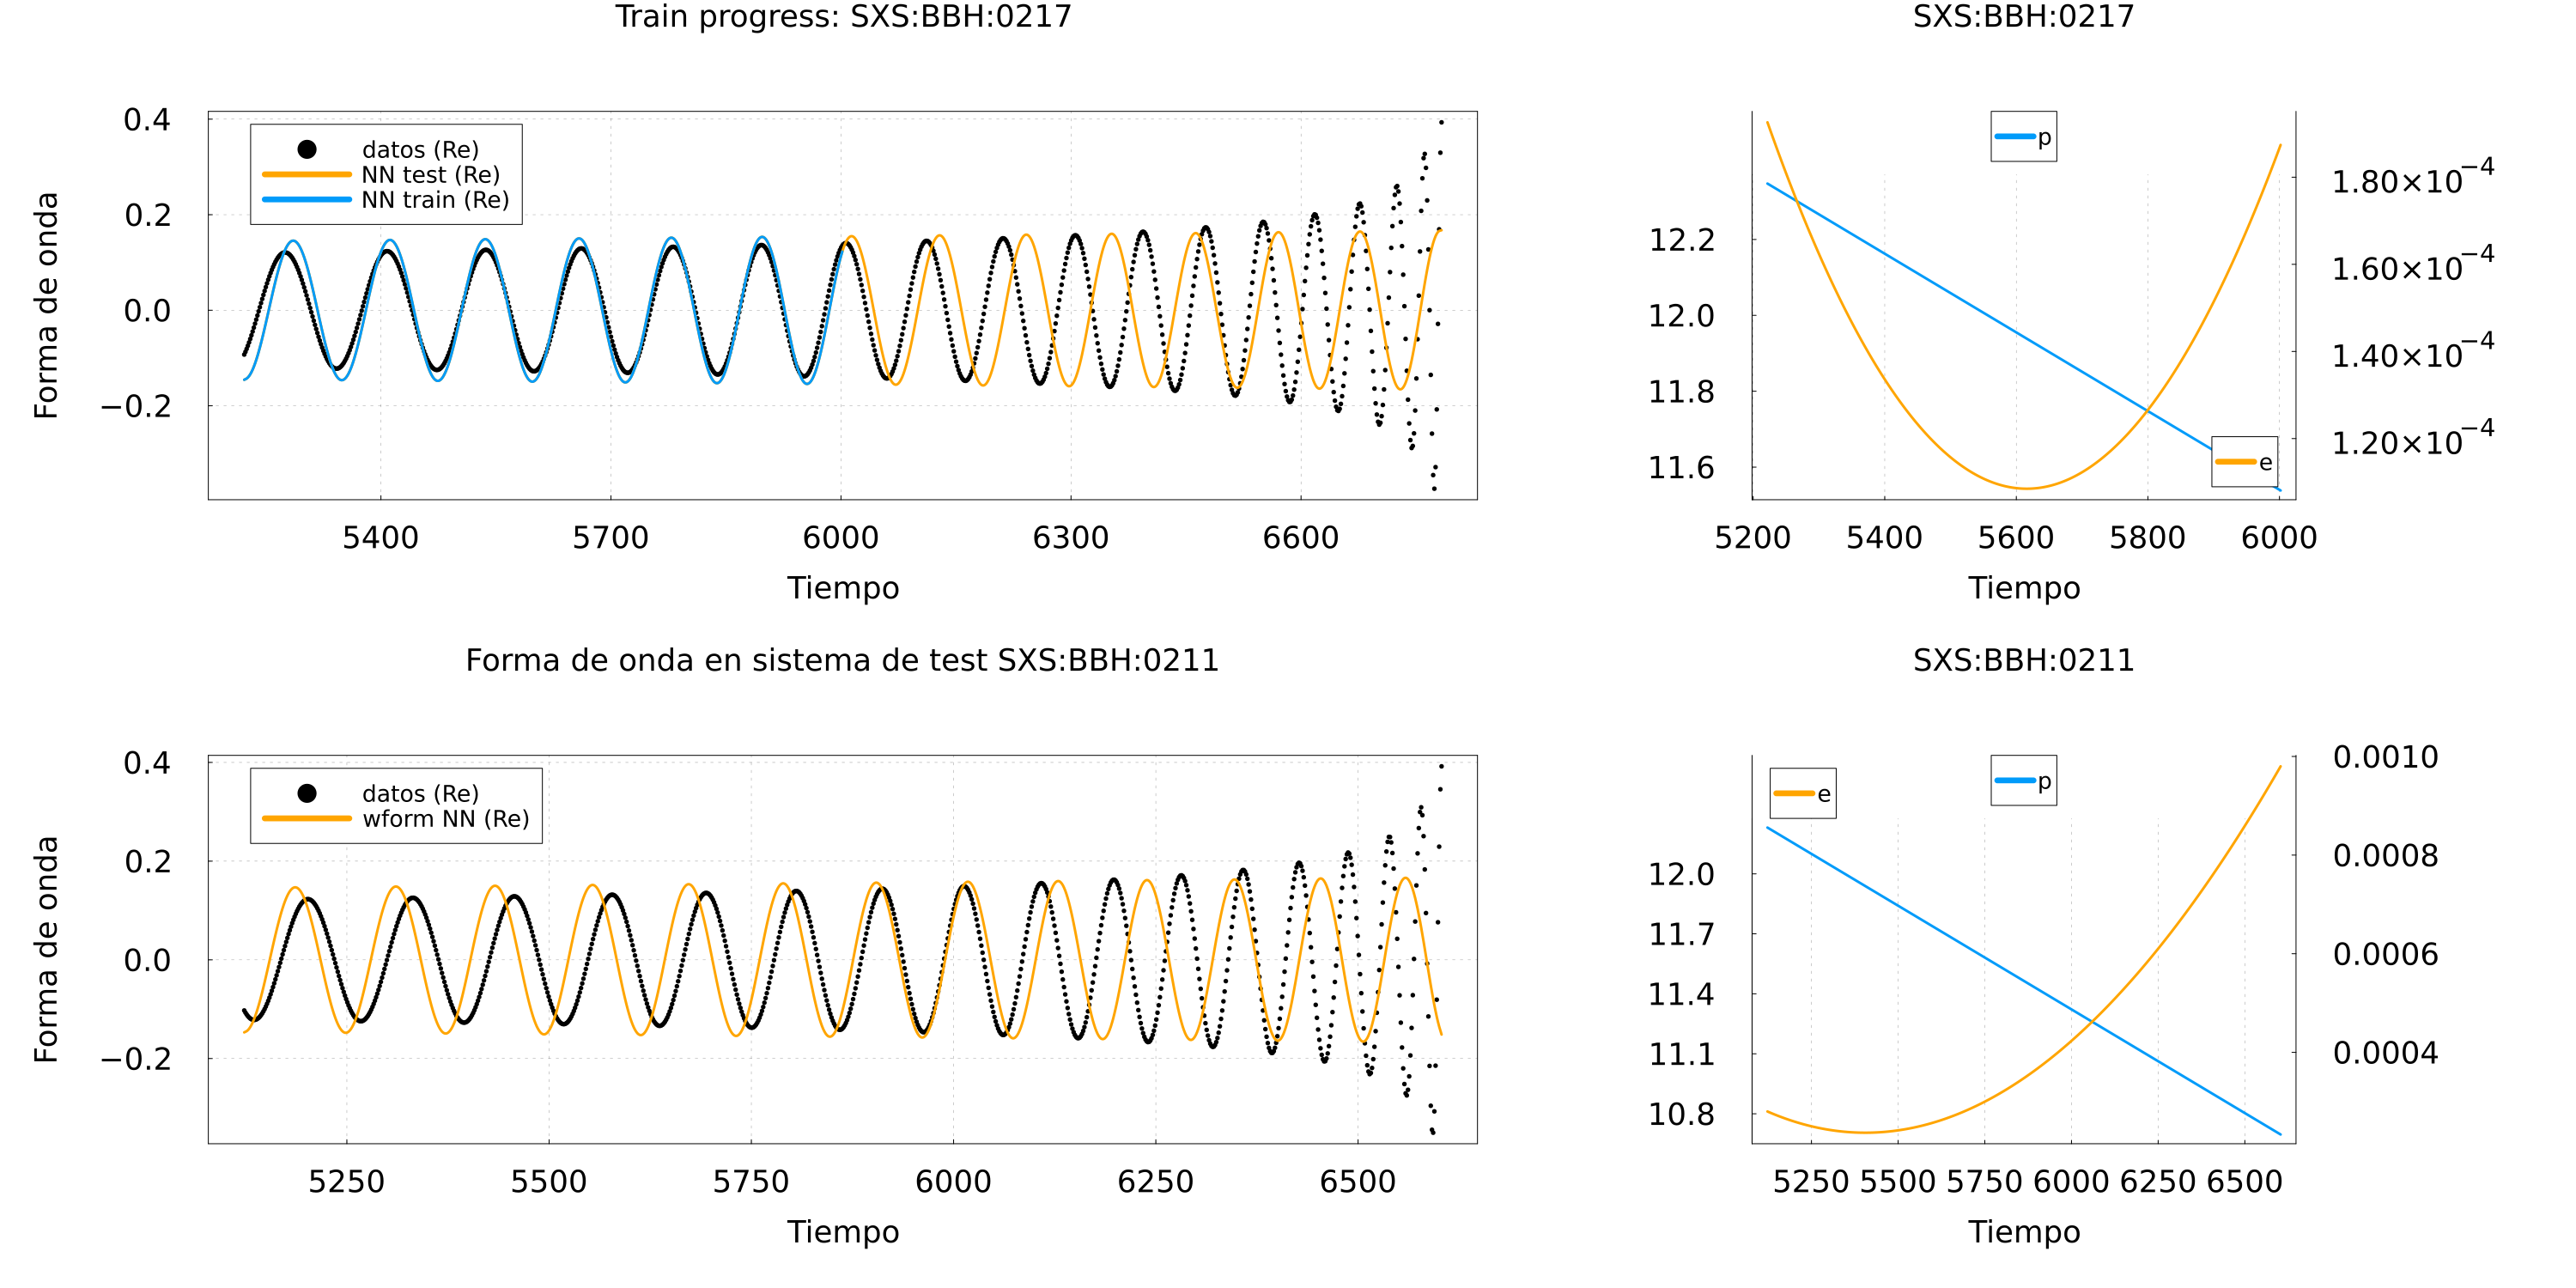 Train progress: SXS:BBH:0217
0.4
0.2
0.0
−0.2
Forma de onda
datos (Re)
NN test (Re)
NN train (Re)
5400 5700 6000 6300 6600
Tiempo
SXS:BBH:0217
p
e
12.2
12.0
11.8
11.6
1.80×10⁻⁴
1.60×10⁻⁴
1.40×10⁻⁴
1.20×10⁻⁴
5200 5400 5600 5800 6000
Tiempo
Forma de onda en sistema de test SXS:BBH:0211
0.4
0.2
0.0
−0.2
Forma de onda
datos (Re)
wform NN (Re)
5250 5500 5750 6000 6250 6500
Tiempo
SXS:BBH:0211
e
p
12.0
11.7
11.4
11.1
10.8
0.0010
0.0008
0.0006
0.0004
5250 5500 5750 6000 6250 6500
Tiempo